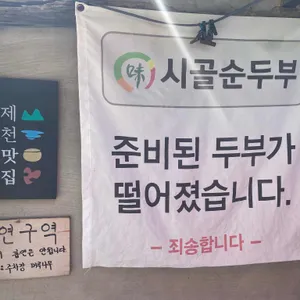 味 시골순두부
준비된 두부가
떨어졌습니다.
– 죄송합니다 –
제천맛집
연구역